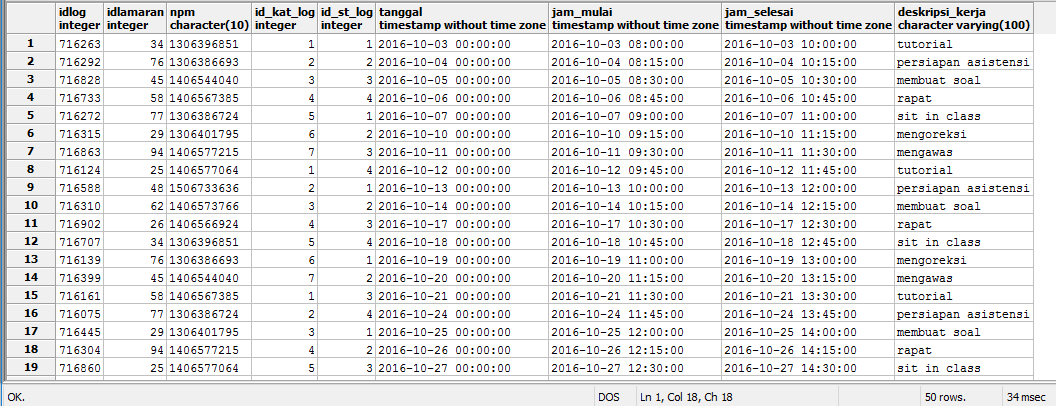 idlog idlamaran npm id_kat_log id_st_log tanggal jam_mulai jam_selesai deskripsi_kerja
integer integer character(10) integer integer timestamp without time zone timestamp without time zone timestamp without time zone character varying(100)
1 716263 34 1306396851 1 1 2016-10-03 00:00:00 2016-10-03 08:00:00 2016-10-03 10:00:00 tutorial
2 716292 76 1306386693 2 2 2016-10-04 00:00:00 2016-10-04 08:15:00 2016-10-04 10:15:00 persiapan asistensi
3 716828 45 1406544040 3 3 2016-10-05 00:00:00 2016-10-05 08:30:00 2016-10-05 10:30:00 membuat soal
4 716733 58 1406567385 4 4 2016-10-06 00:00:00 2016-10-06 08:45:00 2016-10-06 10:45:00 rapat
5 716272 77 1306386724 5 1 2016-10-07 00:00:00 2016-10-07 09:00:00 2016-10-07 11:00:00 sit in class
6 716315 29 1306401795 6 2 2016-10-10 00:00:00 2016-10-10 09:15:00 2016-10-10 11:15:00 mengoreksi
7 716863 94 1406577215 7 3 2016-10-11 00:00:00 2016-10-11 09:30:00 2016-10-11 11:30:00 mengawas
8 716124 25 1406577064 1 4 2016-10-12 00:00:00 2016-10-12 09:45:00 2016-10-12 11:45:00 tutorial
9 716588 48 1506733636 2 1 2016-10-13 00:00:00 2016-10-13 10:00:00 2016-10-13 12:00:00 persiapan asistensi
10 716310 62 1406573766 3 2 2016-10-14 00:00:00 2016-10-14 10:15:00 2016-10-14 12:15:00 membuat soal
11 716902 26 1406566924 4 3 2016-10-17 00:00:00 2016-10-17 10:30:00 2016-10-17 12:30:00 rapat
12 716707 34 1306396851 5 4 2016-10-18 00:00:00 2016-10-18 10:45:00 2016-10-18 12:45:00 sit in class
13 716139 76 1306386693 6 1 2016-10-19 00:00:00 2016-10-19 11:00:00 2016-10-19 13:00:00 mengoreksi
14 716399 45 1406544040 7 2 2016-10-20 00:00:00 2016-10-20 11:15:00 2016-10-20 13:15:00 mengawas
15 716161 58 1406567385 1 3 2016-10-21 00:00:00 2016-10-21 11:30:00 2016-10-21 13:30:00 tutorial
16 716075 77 1306386724 2 4 2016-10-24 00:00:00 2016-10-24 11:45:00 2016-10-24 13:45:00 persiapan asistensi
17 716445 29 1306401795 3 1 2016-10-25 00:00:00 2016-10-25 12:00:00 2016-10-25 14:00:00 membuat soal
18 716304 94 1406577215 4 2 2016-10-26 00:00:00 2016-10-26 12:15:00 2016-10-26 14:15:00 rapat
19 716860 25 1406577064 5 3 2016-10-27 00:00:00 2016-10-27 12:30:00 2016-10-27 14:30:00 sit in class
OK. DOS Ln 1, Col 18, Ch 18 50 rows. 34 msec